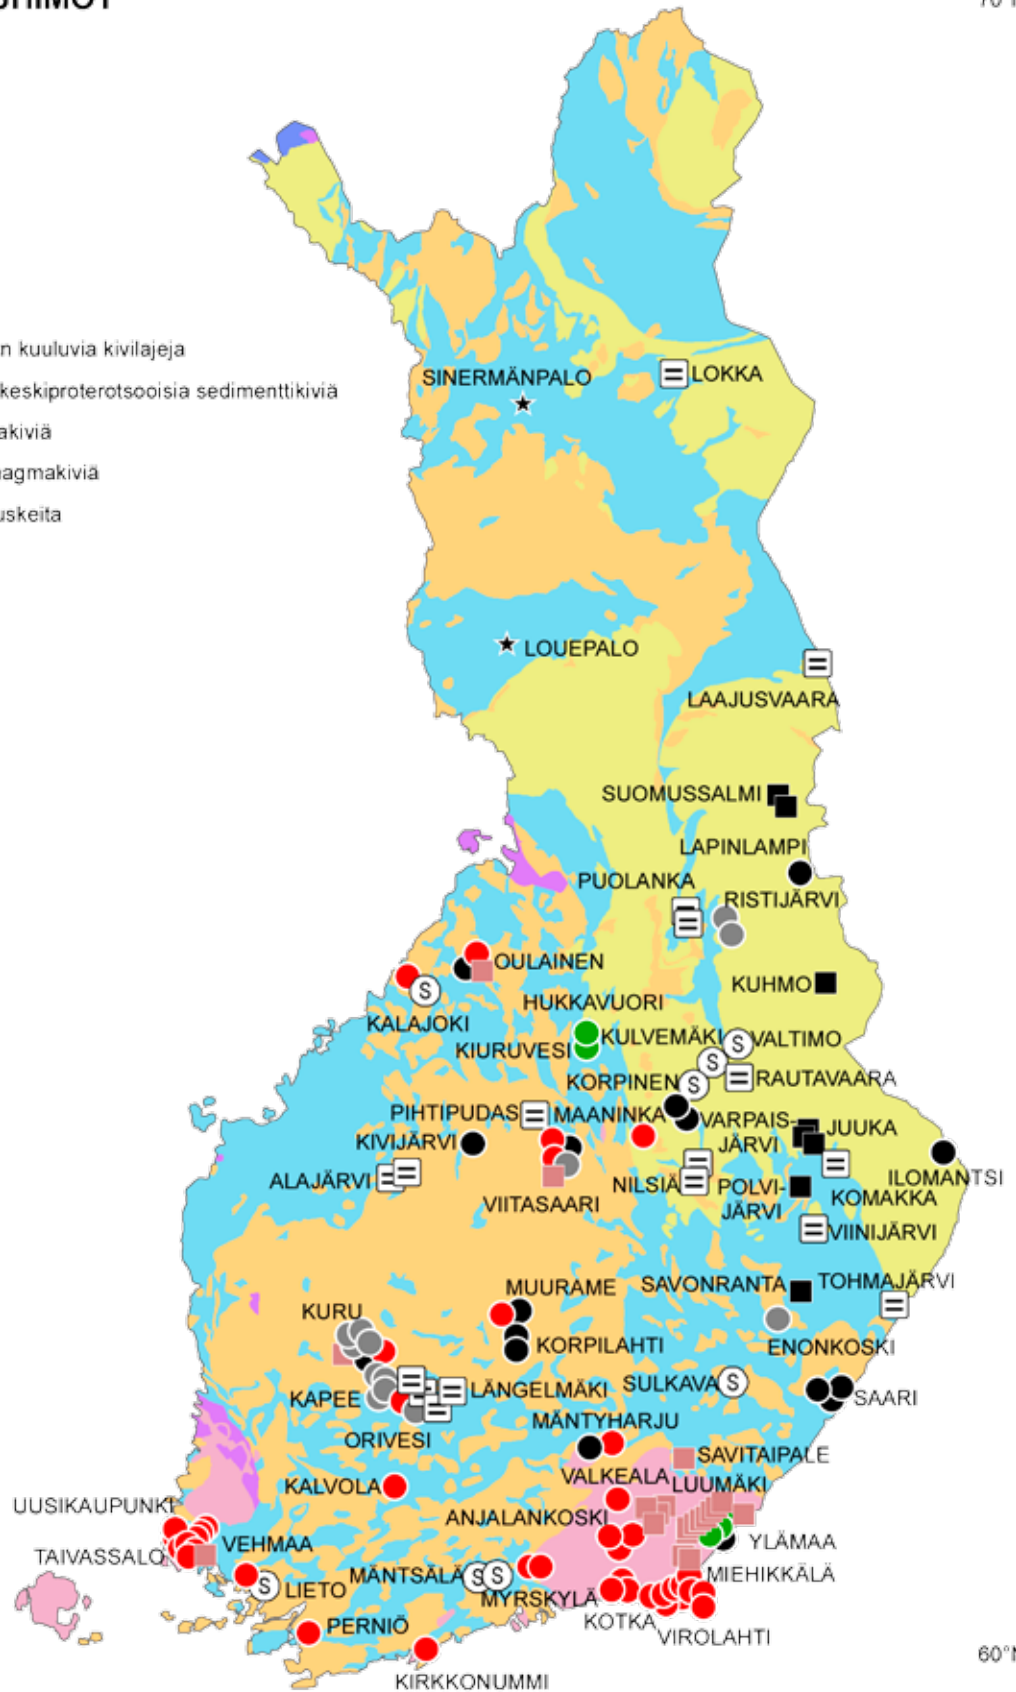 70°
n kuuluvia kivilajeja
keskiproterotsooisia sedimenttikiviä
akiviä
nagmakiviä
uskeita
SINERMÄNPALO
LOKKA
LOUEPALO
LAAJUSVAARA
SUOMUSSALMI
LAPINLAMPI
PUOLANKA
RISTIJÄRVI
OULAINEN
KUHMO
HUKKAVUORI
KALAJOKI
KULVEMÄKI
VALTIMO
KIURUVESI
KORPINEN
RAUTAVAARA
PIHTIPUDAS
MAANINKA
VARPAIS-
JÄRVI
JUUKA
KIVIJÄRVI
ALAJÄRVI
NILSIÄ
POLVI-
JÄRVI
ILOMANTSI
KOMAKKA
VIITASAARI
VIINIJÄRVI
MUURAME
SAVONRANTA
TOHMAJÄRVI
KURU
KORPILAHTI
ENONKOSKI
KAPEE
LÄNGELMÄKI
SULKAVA
SAARI
ORIVESI
MÄNTYHARJU
SAVITAIPALE
KALVOLA
VALKEALA
LUUMÄKI
UUSIKAUPUNKI
ANJALANKOSKI
VEHMAA
YLÄMAA
TAIVASSALO
MÄNTSÄLÄ
MIEHIKKÄLÄ
LIETO
MYRSKYLÄ
PERNIÖ
KOTKA
VIROLAHTI
60°N
KIRKKONUMMI
S
S
S
S
S
S
S
S